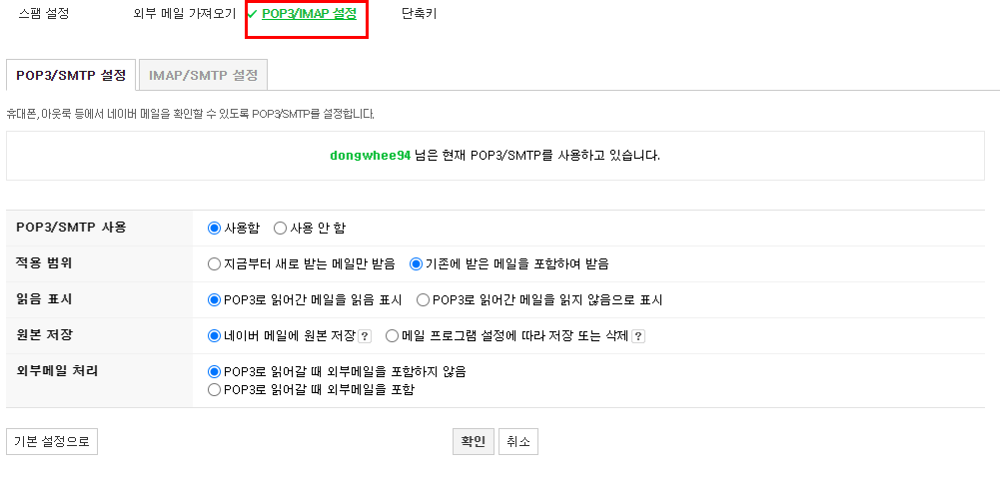 스팸 설정 외부 메일 가져오기 POP3/IMAP 설정 단축키
POP3/SMTP 설정 IMAP/SMTP 설정
휴대폰, 아웃룩 등에서 네이버 메일을 확인할 수 있도록 POP3/SMTP를 설정합니다.
dongwhee94 님은 현재 POP3/SMTP를 사용하고 있습니다.
POP3/SMTP 사용 사용함 사용 안 함
적용 범위 지금부터 새로 받는 메일만 받음 기존에 받은 메일을 포함하여 받음
읽음 표시 POP3로 읽어간 메일을 읽음 표시 POP3로 읽어간 메일을 읽지 않음으로 표시
원본 저장 네이버 메일에 원본 저장 ? 메일 프로그램 설정에 따라 저장 또는 삭제 ?
외부메일 처리 POP3로 읽어갈 때 외부메일을 포함하지 않음
POP3로 읽어갈 때 외부메일을 포함
기본 설정으로 확인 취소